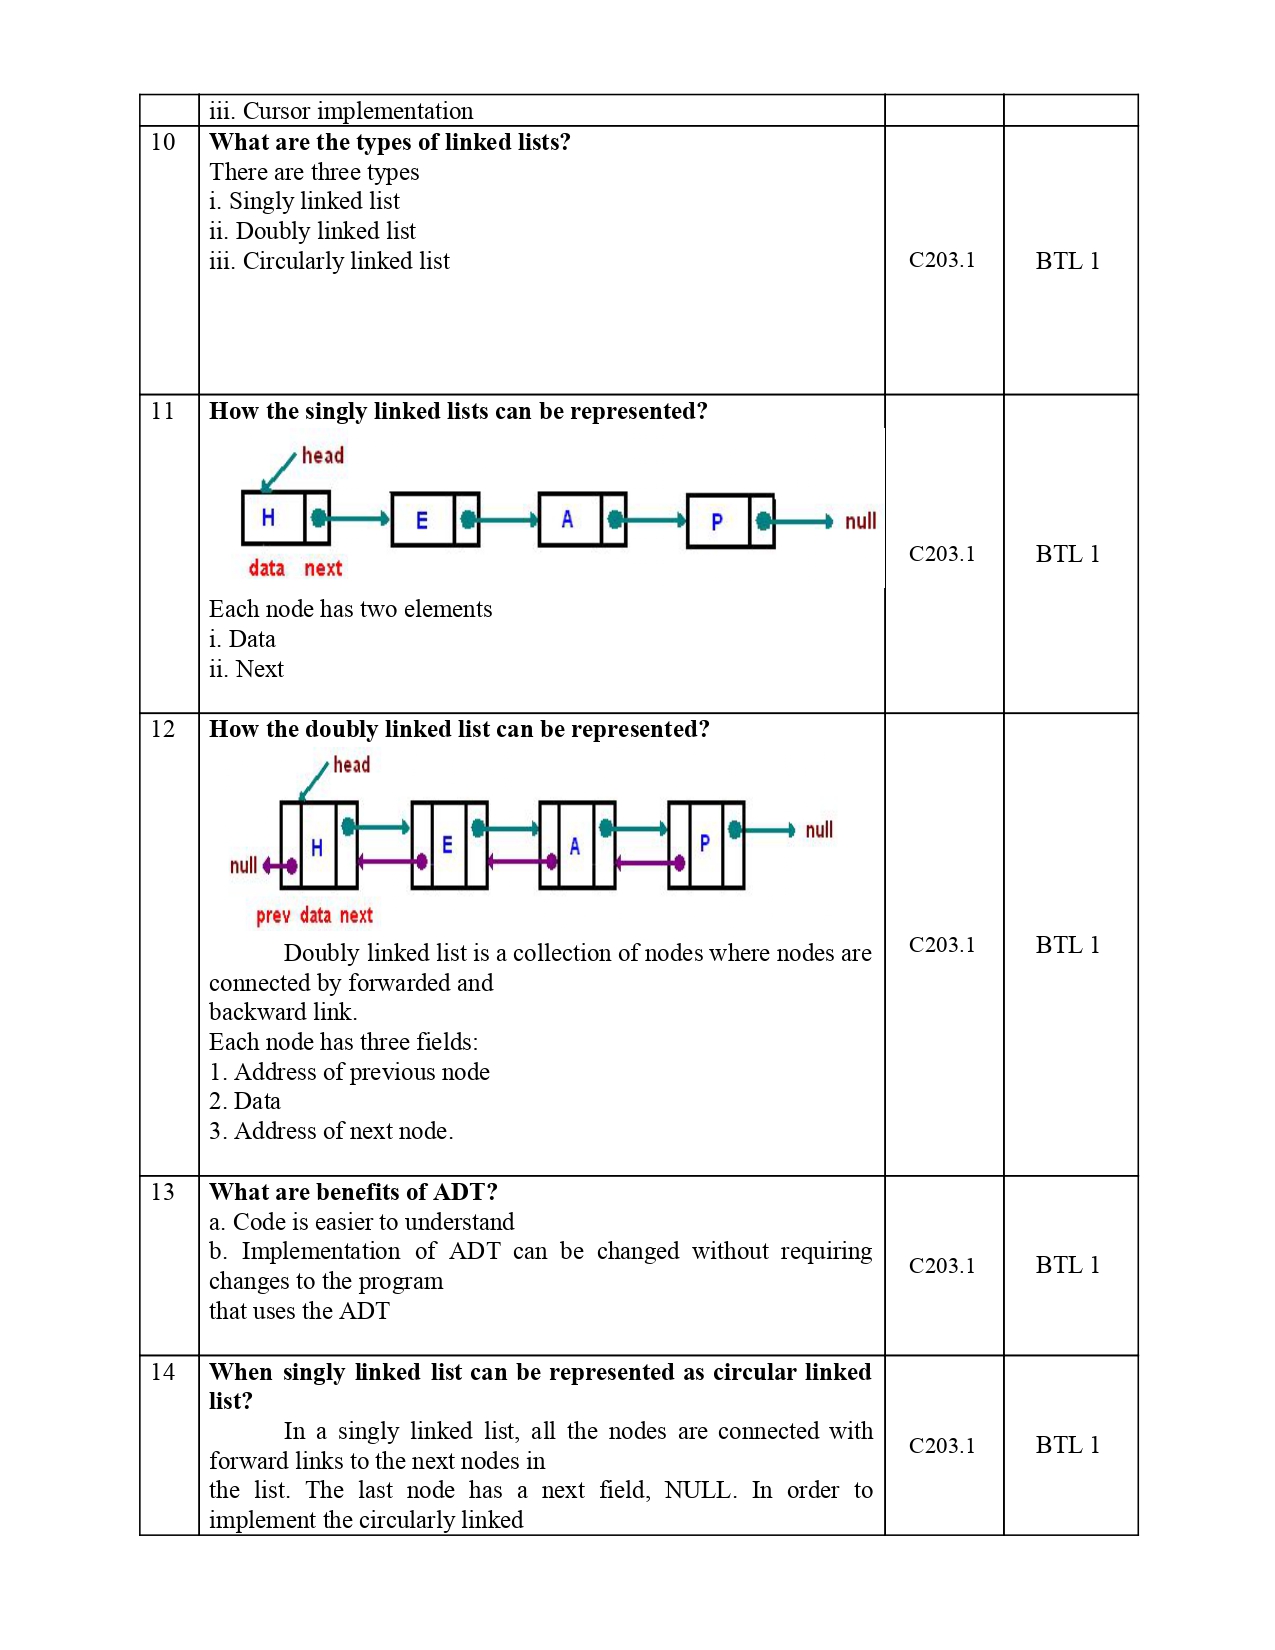 iii. Cursor implementation
10
What are the types of linked lists?
There are three types
i. Singly linked list
ii. Doubly linked list
iii. Circularly linked list
C203.1
BTL 1
11
How the singly linked lists can be represented?
head
H
E
A
P
null
data next
Each node has two elements
i. Data
ii. Next
C203.1
BTL 1
12
How the doubly linked list can be represented?
head
null
H
E
A
P
null
prev data next
Doubly linked list is a collection of nodes where nodes are
connected by forwarded and
backward link.
Each node has three fields:
1. Address of previous node
2. Data
3. Address of next node.
C203.1
BTL 1
13
What are benefits of ADT?
a. Code is easier to understand
b. Implementation of ADT can be changed without requiring
changes to the program
that uses the ADT
C203.1
BTL 1
14
When singly linked list can be represented as circular linked
list?
In a singly linked list, all the nodes are connected with
forward links to the next nodes in
the list. The last node has a next field, NULL. In order to
implement the circularly linked
C203.1
BTL 1